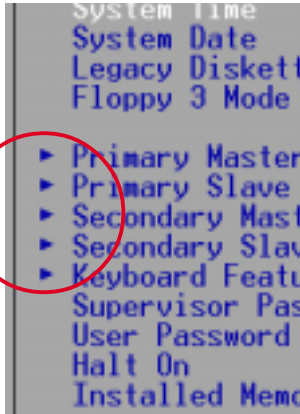 System Time
System Date
Legacy Diskett
Floppy 3 Mode
Primary Master
Primary Slave
Secondary Mast
Secondary Slav
Keyboard Featu
Supervisor Pas
User Password
Halt On
Installed Memo